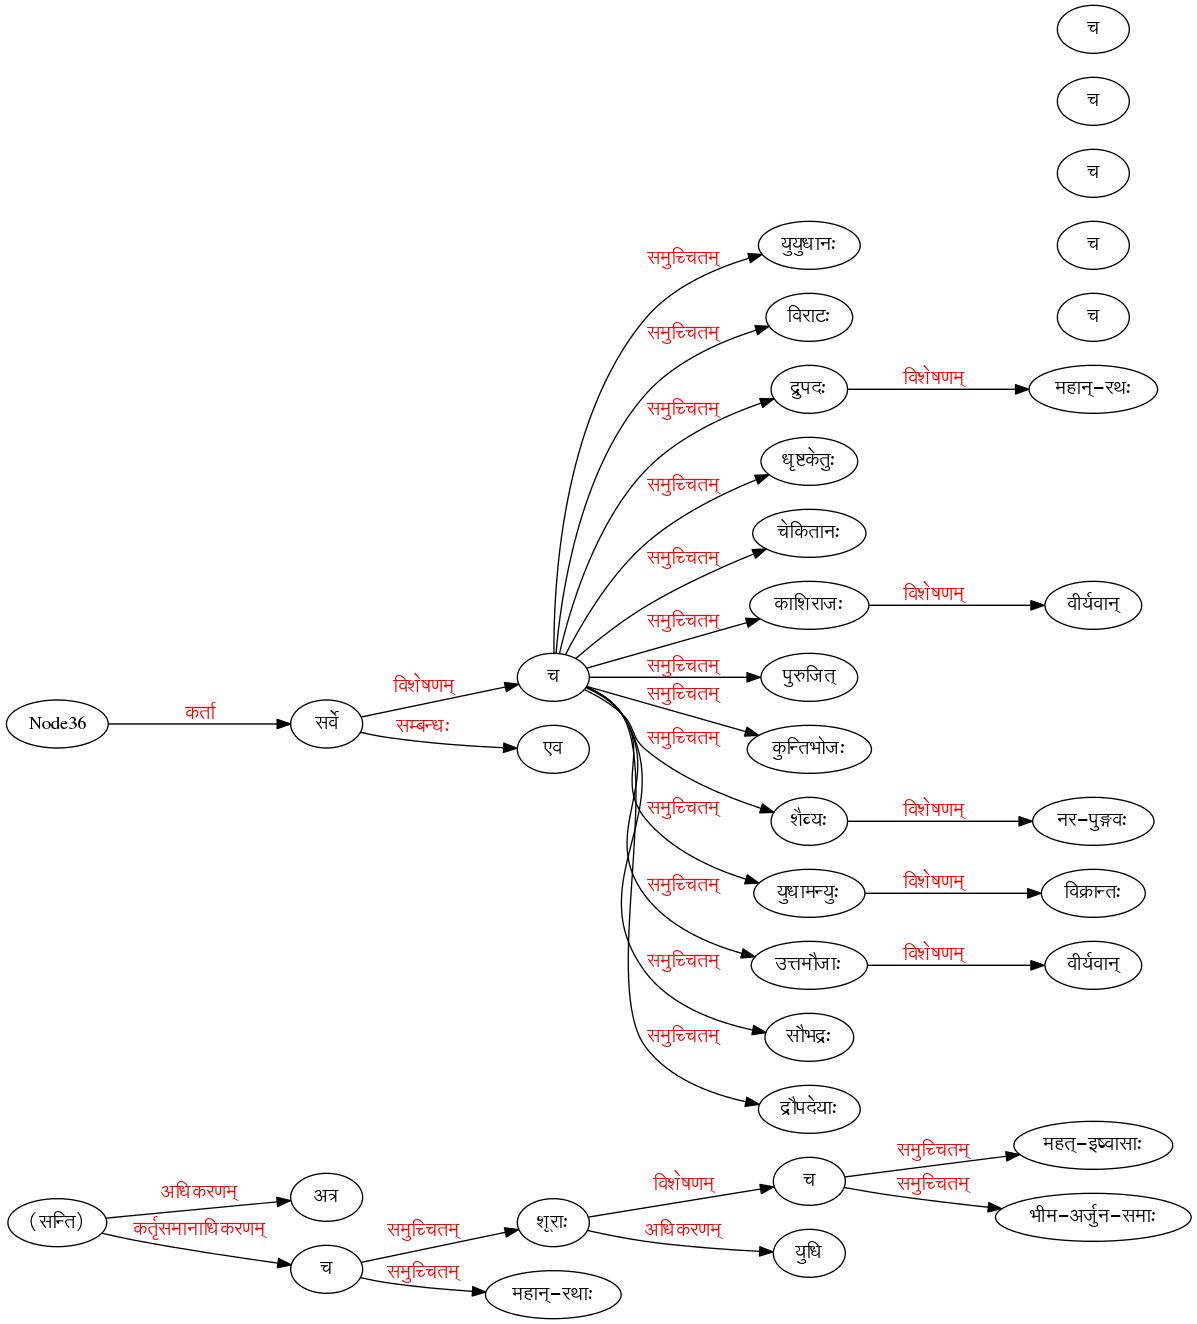 च
च
च
च
युयुधानः
समुच्चितम्
विराटः
च
समुच्चितम्
द्रुपदः
विशेषणम्
महान्-रथः
समुच्चितम्
धृष्टकेतुः
समुच्चितम्
चेकितानः
समुच्चितम्
काशिराजः
विशेषणम्
वीर्यवान्
समुच्चितम्
च
समुच्चितम्
पुरुजित्
विशेषणम्
समुच्चितम्
Node36
कर्ता
सर्वे
सम्बन्धः
एव
समुच्चितम्
कुन्तिभोजः
समुच्चितम्
शैब्यः
विशेषणम्
नर-पुङ्गवः
समुच्चितम्
युधामन्युः
विशेषणम्
विक्रान्तः
समुच्चितम्
उत्तमौजाः
विशेषणम्
वीर्यवान्
समुच्चितम्
सौभद्रः
द्रौपदेयाः
समुच्चितम्
महत्-इष्वासाः
च
विशेषणम्
अधिकरणम्
अत्र
समुच्चितम्
भीम-अर्जुन-समाः
(सन्ति)
कर्तृसमानाधिकरणम्
समुच्चितम्
शूराः
अधिकरणम्
युधि
च
समुच्चितम्
महान्-रथाः